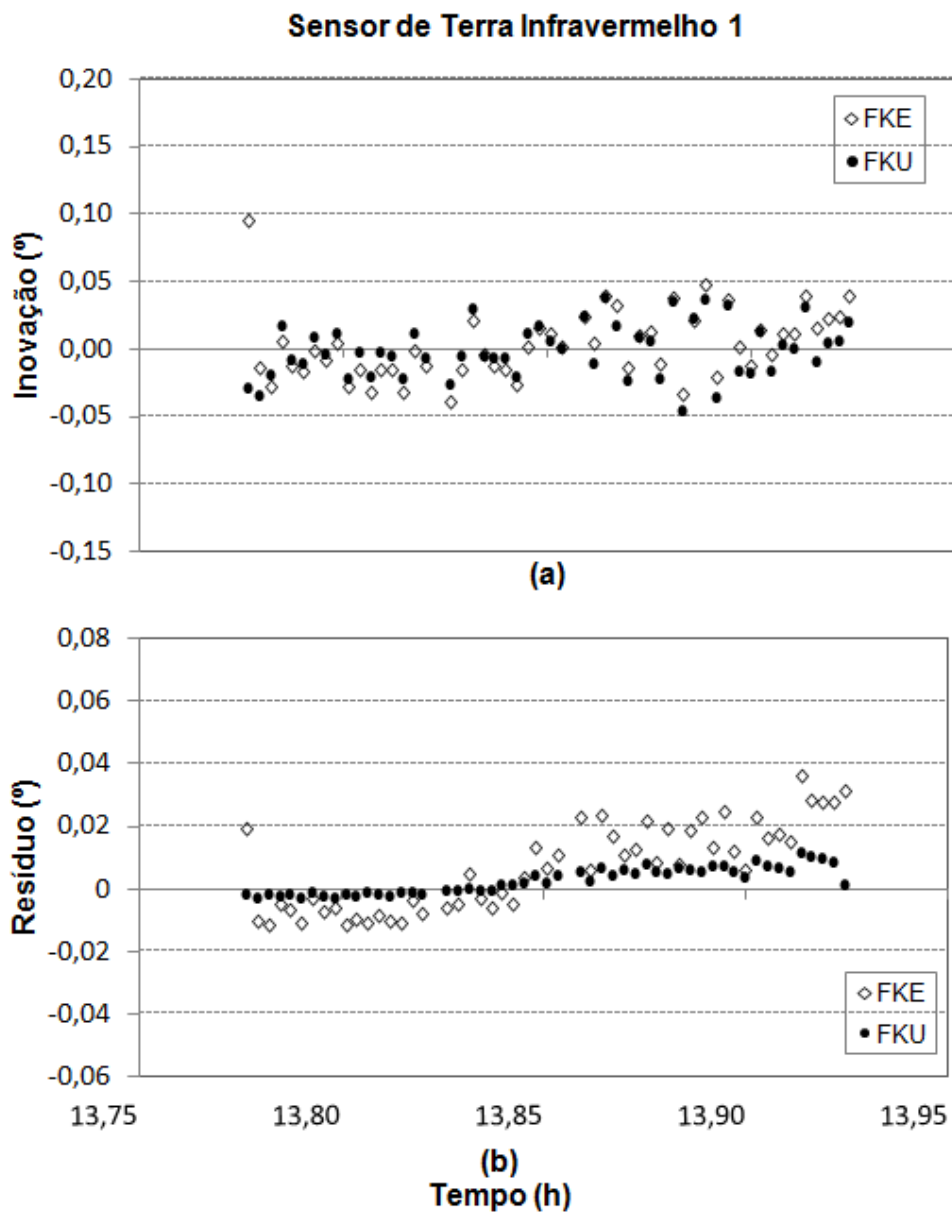 Sensor de Terra Infravermelho 1
0,20
0,15
0,10
0,05
0,00
-0,05
-0,10
-0,15
Inovação (º)
FKE
FKU
(a)
0,08
0,06
0,04
0,02
0
-0,02
-0,04
-0,06
Resíduo (º)
FKE
FKU
13,75 13,80 13,85 13,90 13,95
(b)
Tempo (h)